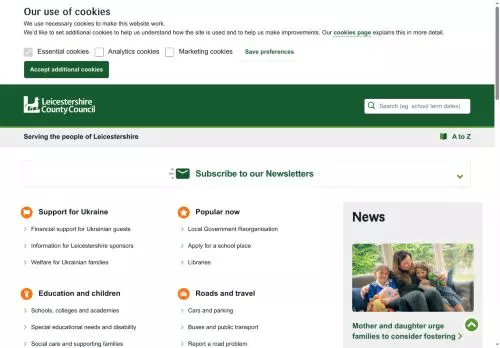 Our use of cookies
We use necessary cookies to make this website work.
We'd like to set additional cookies to help us understand how the site is used and to help us make improvements. Our cookies page explains this in more detail.
Essential cookies Analytics cookies Marketing cookies Save preferences
Accept additional cookies
Leicestershire
County Council
Search (eg. school term dates)
Serving the people of Leicestershire
A to Z
Subscribe to our Newsletters
Support for Ukraine
Financial support for Ukrainian guests
Information for Leicestershire sponsors
Welfare for Ukrainian families
Popular now
Local Government Reorganisation
Apply for a school place
Libraries
Education and children
Schools, colleges and academies
Special educational needs and disability
Social care and supporting families
Roads and travel
Cars and parking
Buses and public transport
Report a road problem
News
Mother and daughter urge
families to consider fostering